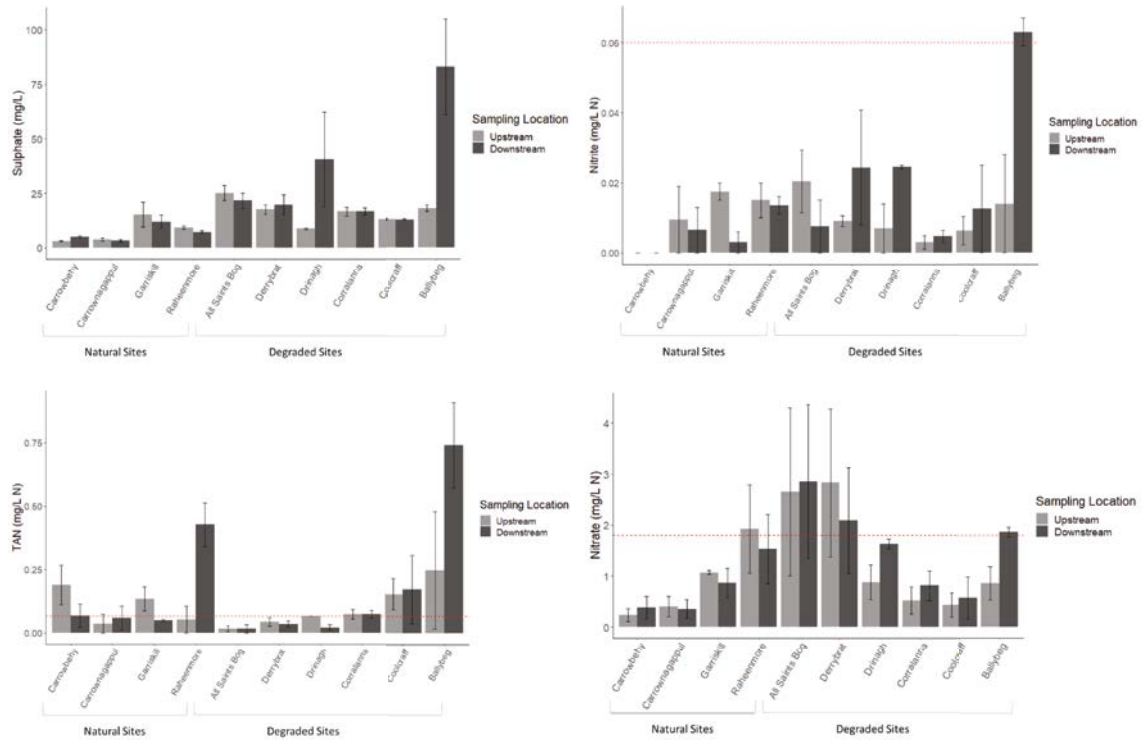 Sulphate (mg/L)
100
75
50
25
0
Carrowbehy
Carrownagappul
Garriskil
Raheenmore
All Saints Bog
Derrybrat
Drinagh
Corralanna
Coolcraff
Ballybeg
Natural Sites
Degraded Sites
Sampling Location
Upstream
Downstream
Nitrite (mg/L N)
0.06
0.04
0.02
0.00
Carrowbehy
Carrownagappul
Garriskil
Raheenmore
All Saints Bog
Derrybrat
Drinagh
Corralanna
Coolcraff
Ballybeg
Natural Sites
Degraded Sites
Sampling Location
Upstream
Downstream
TAN (mg/L N)
0.75
0.50
0.25
0.00
Carrowbehy
Carrownagappul
Garriskil
Raheenmore
All Saints Bog
Derrybrat
Drinagh
Corralanna
Coolcraff
Ballybeg
Natural Sites
Degraded Sites
Sampling Location
Upstream
Downstream
Nitrate (mg/L N)
4
3
2
1
0
Carrowbehy
Carrownagappul
Garriskill
Raheenmore
All Saints Bog
Derrybrat
Drinagh
Corralanna
Coolcraff
Ballybeg
Natural Sites
Degraded Sites
Sampling Location
Upstream
Downstream